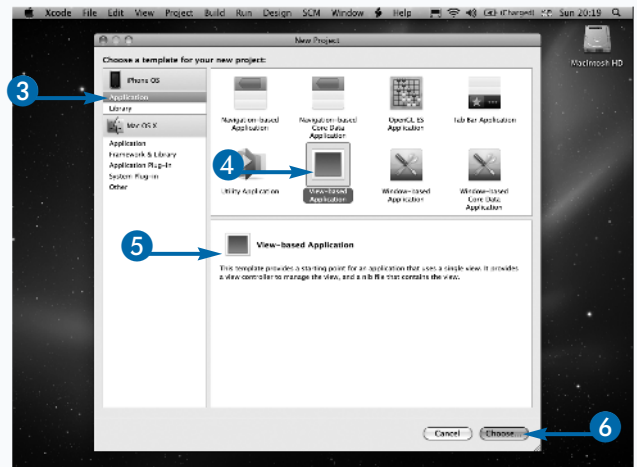 Xcode File Edit View Project Build Run Design SCM Window Help (Charged) Sun 20:19
New Project
Choose a template for your new project:
Macintosh HD
iPhone OS
3
Application
Library
Mac OS X
Application
Framework & Library
Application Plug-in
System Plug-in
Other
Navigation-based
Application
Navigation-based
Core Data
Application
OpenGL ES
Application
Tab Bar Application
4
Utility Application
View-based
Application
Window-based
Application
Window-based
Core Data
Application
5
View-based Application
This template provides a starting point for an application that uses a single view. It provides
a view controller to manage the view, and a nib file that contains the view.
Cancel
Choose...
6